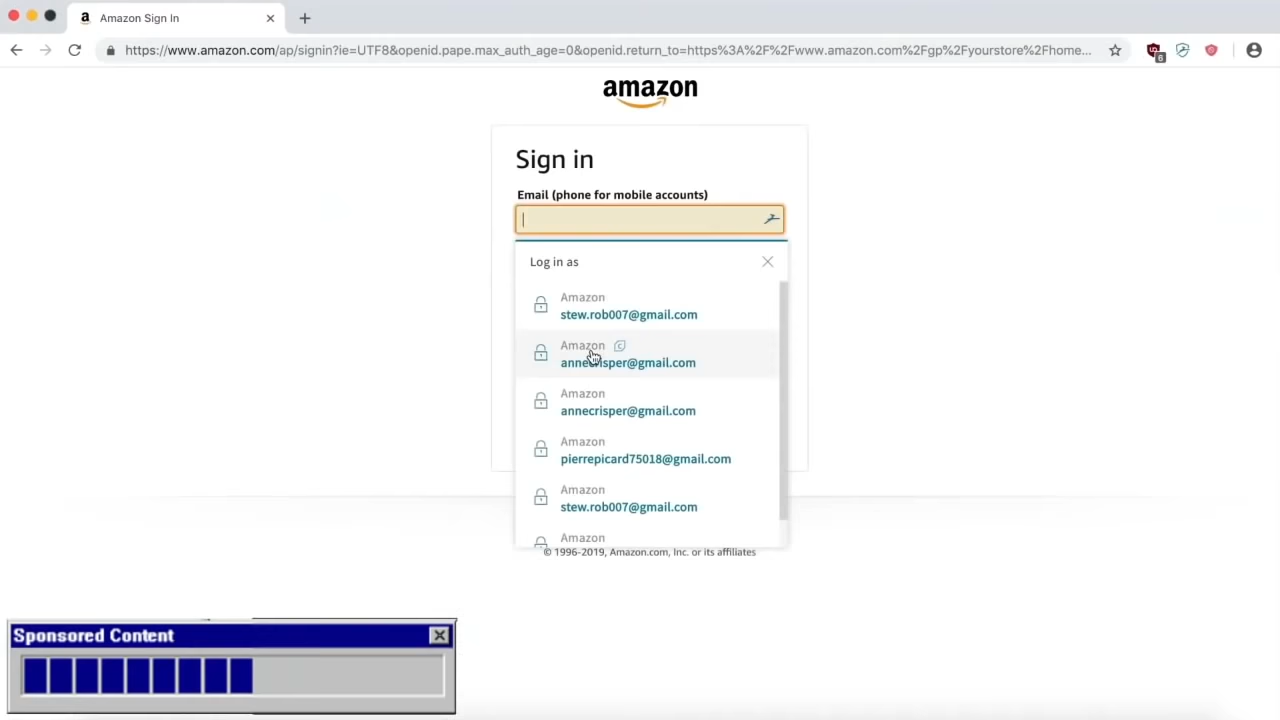 Amazon Sign In
https://www.amazon.com/ap/signin?ie=UTF8&openid.pape.max_auth_age=0&openid.return_to=https%3A%2F%2Fwww.amazon.com%2Fgp%2Fyourstore%2Fhome...
6
amazon
Sign in
Email (phone for mobile accounts)
Log in as
Amazon
stew.rob007@gmail.com
Amazon
annecrisper@gmail.com
Amazon
annecrisper@gmail.com
Amazon
pierrepicard75018@gmail.com
Amazon
stew.rob007@gmail.com
Amazon
© 1996-2019, Amazon.com, Inc. or its affiliates
Sponsored Content